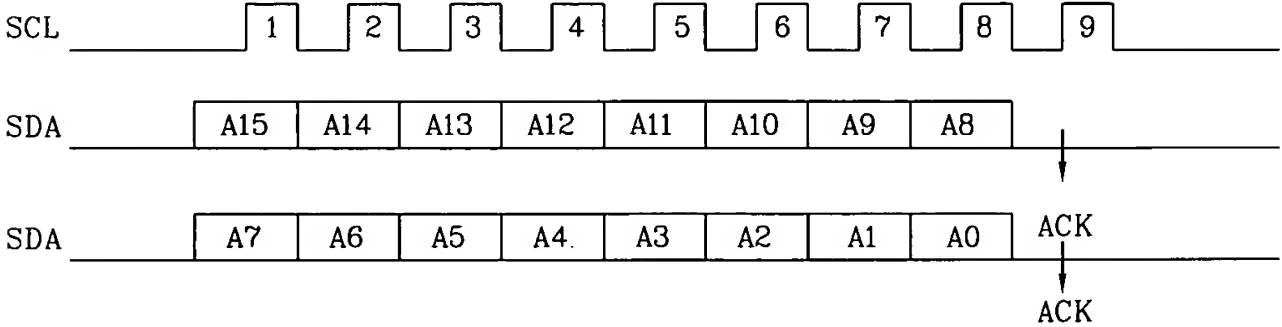 SCL 1 2 3 4 5 6 7 8 9
SDA A15 A14 A13 A12 A11 A10 A9 A8
ACK
SDA A7 A6 A5 A4 A3 A2 A1 A0
ACK